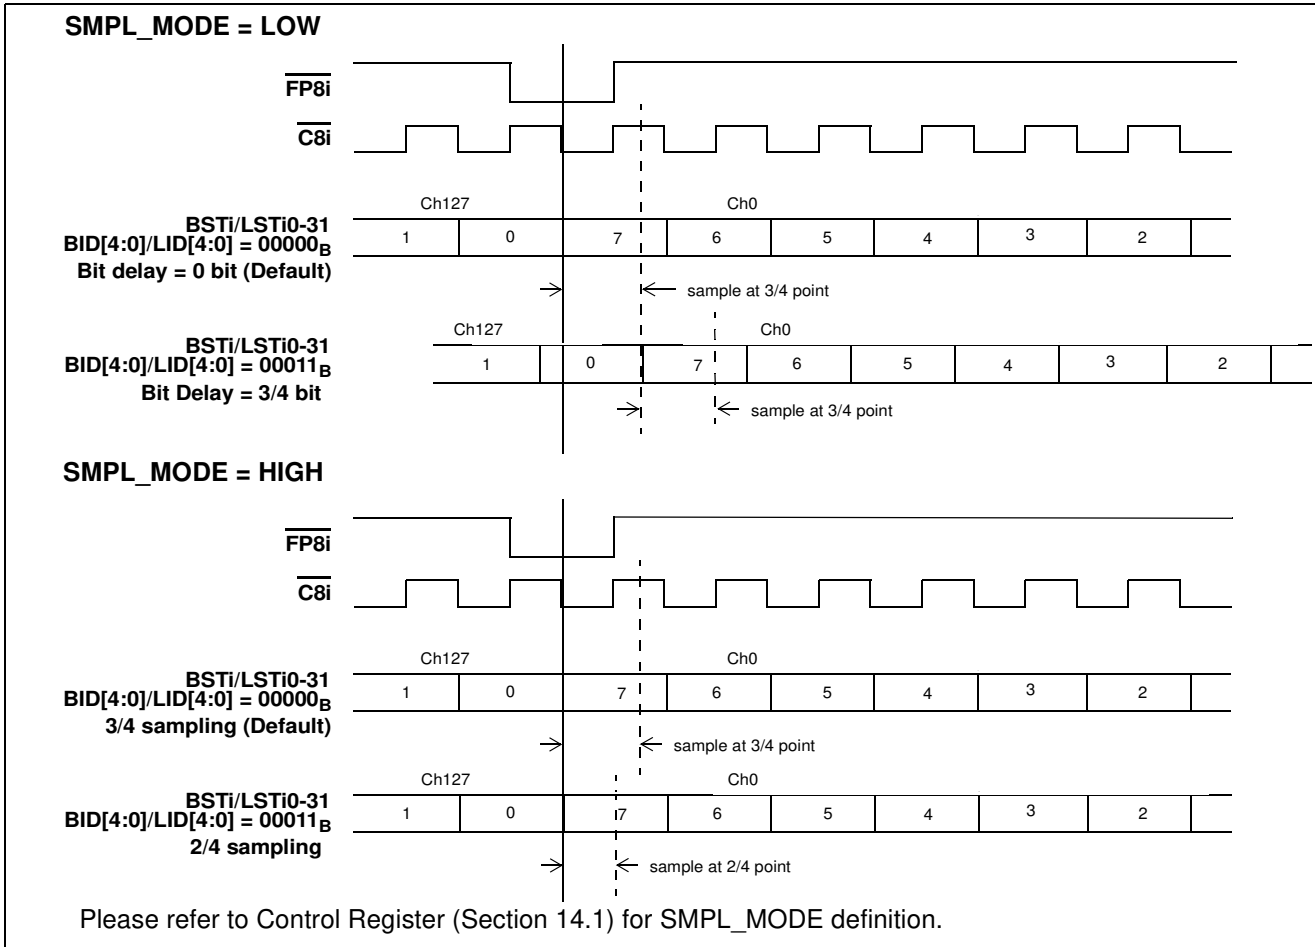 SMPL_MODE = LOW
FP8i
C8i
Ch127 Ch0
BSTi/LSTi0-31
BID[4:0]/LID[4:0] = 00000B
Bit delay = 0 bit (Default)
1 0 7 6 5 4 3 2
sample at 3/4 point
Ch127 Ch0
BSTi/LSTi0-31
BID[4:0]/LID[4:0] = 00011B
Bit Delay = 3/4 bit
1 0 7 6 5 4 3 2
sample at 3/4 point
SMPL_MODE = HIGH
FP8i
C8i
Ch127 Ch0
BSTi/LSTi0-31
BID[4:0]/LID[4:0] = 00000B
3/4 sampling (Default)
1 0 7 6 5 4 3 2
sample at 3/4 point
Ch127 Ch0
BSTi/LSTi0-31
BID[4:0]/LID[4:0] = 00011B
2/4 sampling
1 0 7 6 5 4 3 2
sample at 2/4 point
Please refer to Control Register (Section 14.1) for SMPL_MODE definition.